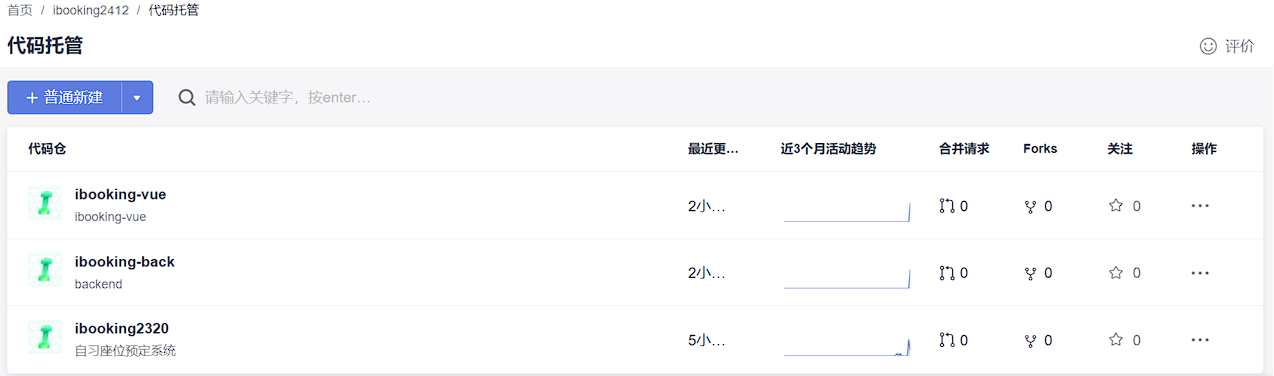 首页 / ibooking2412 / 代码托管
代码托管
评价
+ 普通新建
请输入关键字，按enter…
代码仓 最近更… 近3个月活动趋势 合并请求 Forks 关注 操作
ibooking-vue
ibooking-vue
2小… 0 0 0 ...
ibooking-back
backend
2小… 0 0 0 ...
ibooking2320
自习座位预定系统
5小… 0 0 0 ...